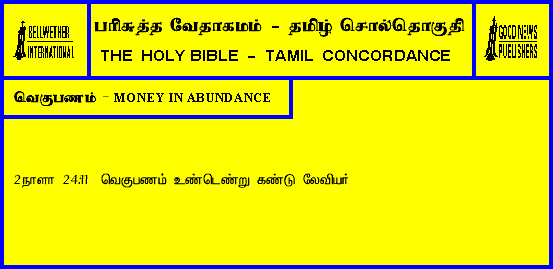 BELLWETHER
INTERNATIONAL
பரிசுத்த வேதாகமம் - தமிழ் சொல்தொகுதி
THE HOLY BIBLE - TAMIL CONCORDANCE
GOOD NEWS
PUBLISHERS
வெகுபணம் - MONEY IN ABUNDANCE
2நாளா 24:11 வெகுபணம் உண்டென்று கண்டு லேவியர்